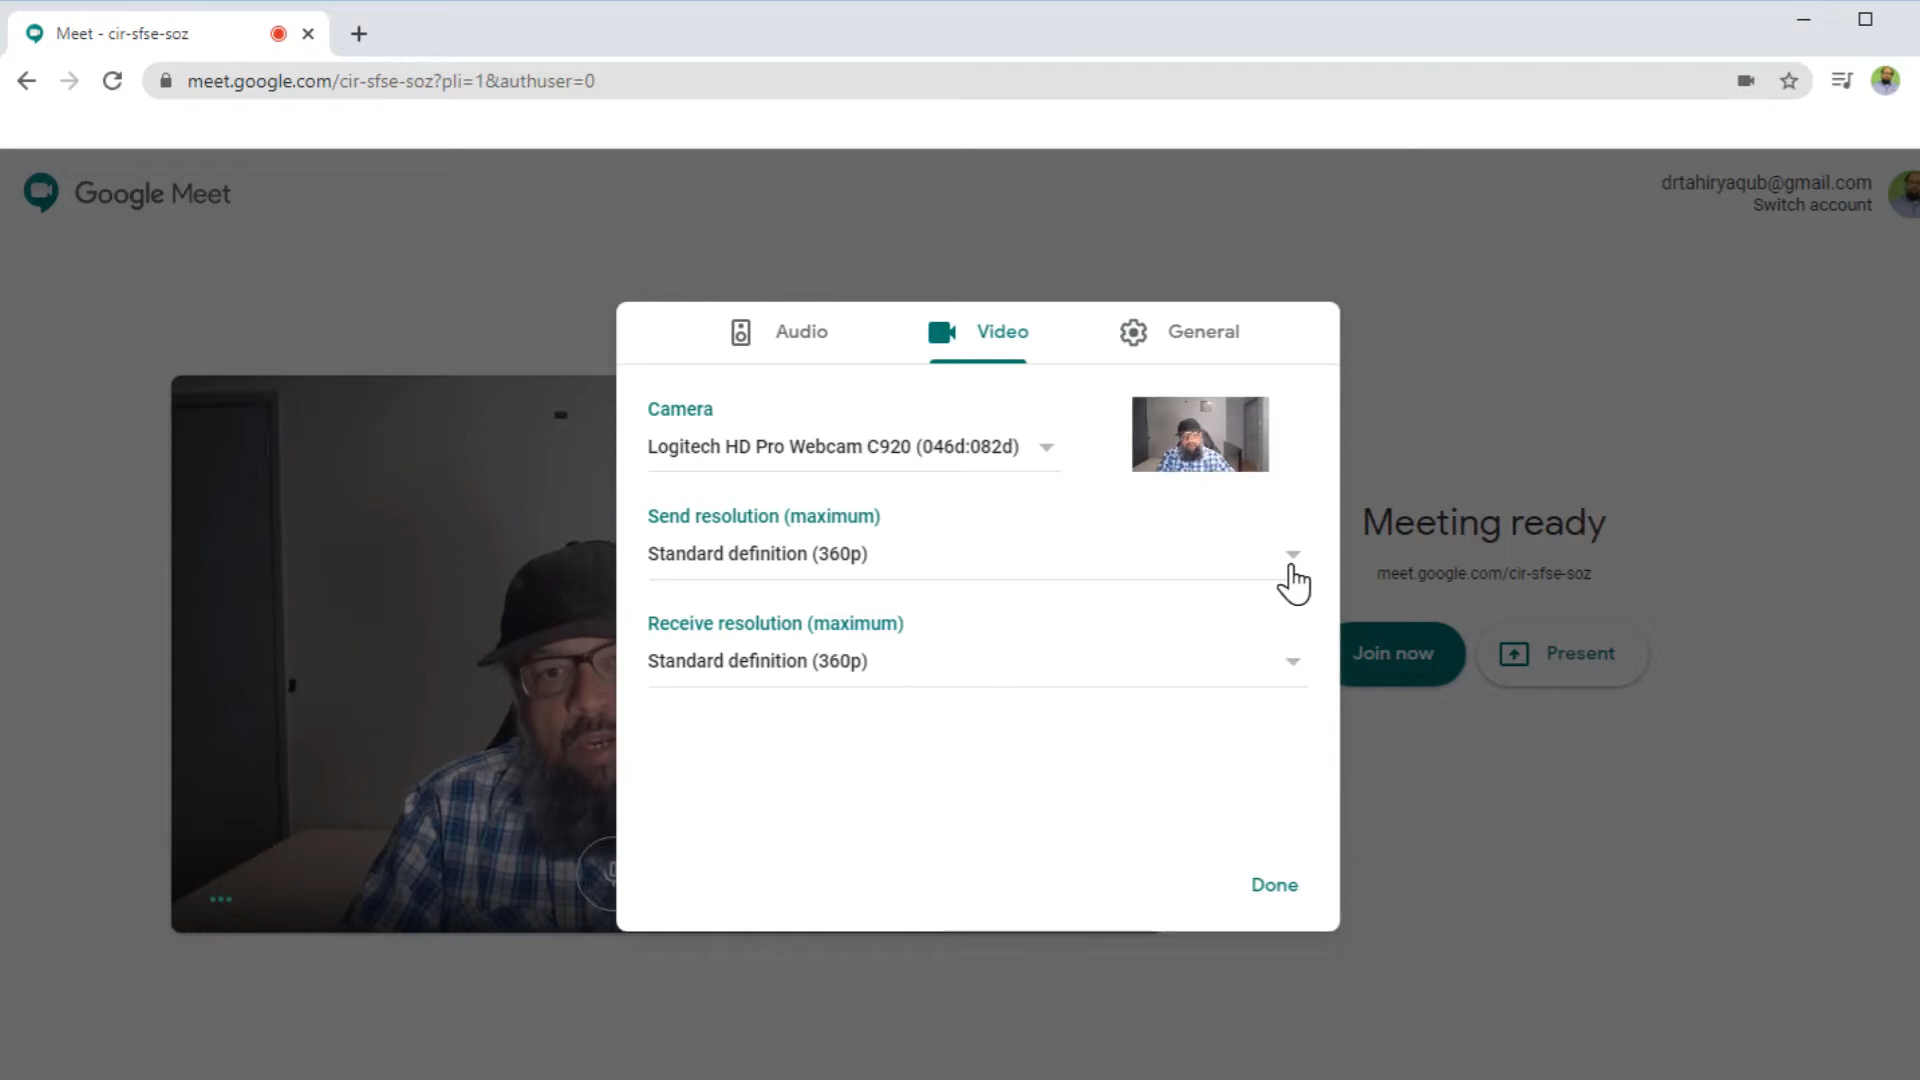 Meet - cir-sfse-soz
meet.google.com/cir-sfse-soz?pli=1&authuser=0
Google Meet
drtahiryaqub@gmail.com
Switch account
Audio
Video
General
Camera
Logitech HD Pro Webcam C920 (046d:082d)
Send resolution (maximum)
Standard definition (360p)
Receive resolution (maximum)
Standard definition (360p)
Done
Meeting ready
meet.google.com/cir-sfse-soz
Join now
Present